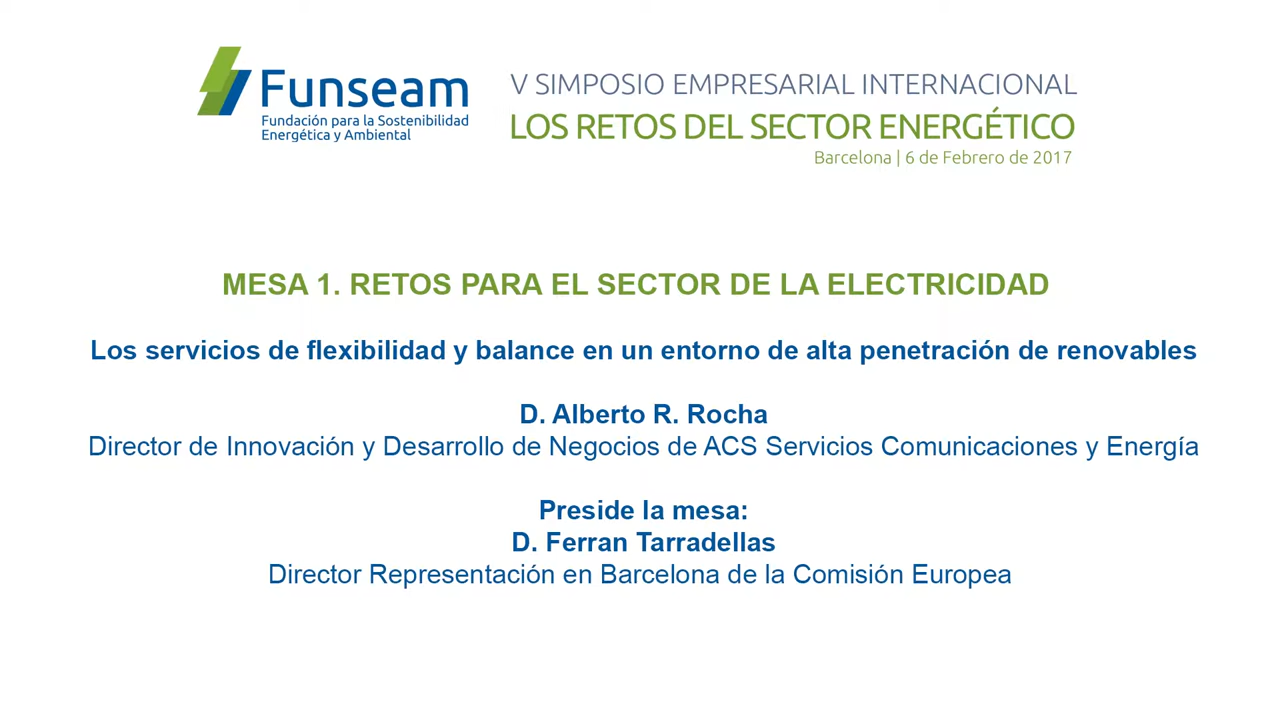 Funseam
Fundación para la Sostenibilidad
Energética y Ambiental
V SIMPOSIO EMPRESARIAL INTERNACIONAL
LOS RETOS DEL SECTOR ENERGÉTICO
Barcelona | 6 de Febrero de 2017
MESA 1. RETOS PARA EL SECTOR DE LA ELECTRICIDAD
Los servicios de flexibilidad y balance en un entorno de alta penetración de renovables
D. Alberto R. Rocha
Director de Innovación y Desarrollo de Negocios de ACS Servicios Comunicaciones y Energía
Preside la mesa:
D. Ferran Tarradellas
Director Representación en Barcelona de la Comisión Europea